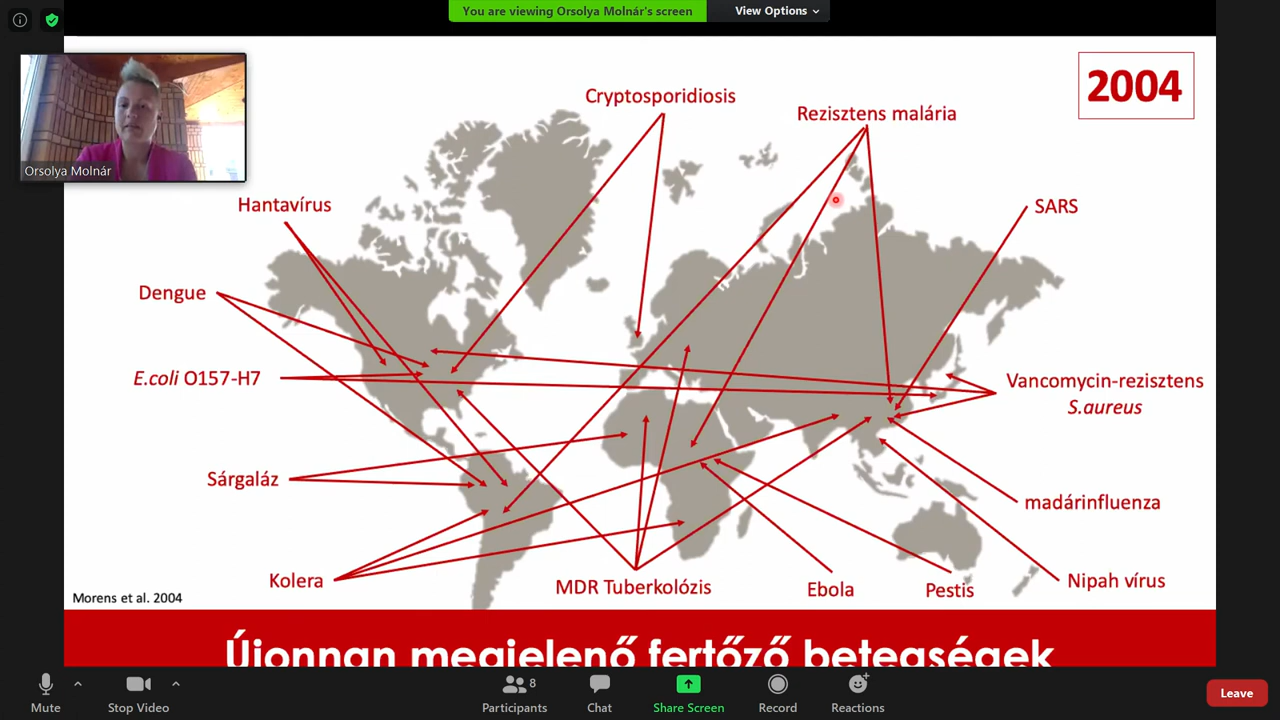 You are viewing Orsolya Molnár's screen
View Options
Orsolya Molnár
2004
Cryptosporidiosis
Rezisztens malária
Hantavírus
SARS
Dengue
E.coli O157-H7
Vancomycin-rezisztens
S.aureus
Sárgaláz
madárinfluenza
Kolera
MDR Tuberkolózis
Ebola
Pestis
Nipah vírus
Morens et al. 2004
Újonnan megjelenő fertőző betegségek
Mute
Stop Video
Participants
8
Chat
Share Screen
Record
Reactions
Leave